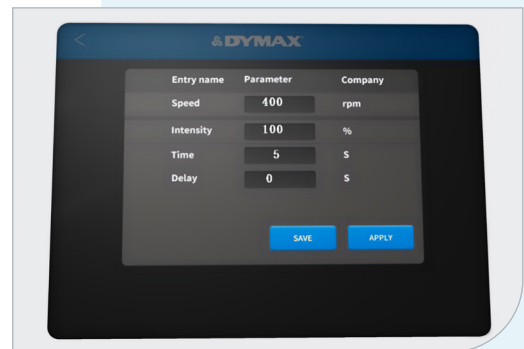 DYMAX
Entry name Parameter Company
Speed 400 rpm
Intensity 100 %
Time 5 S
Delay 0 S
SAVE APPLY